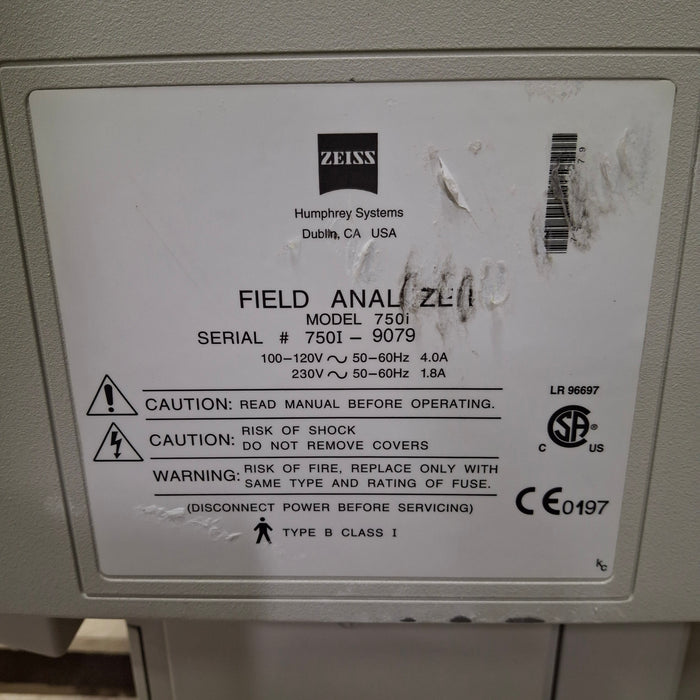 ZEISS
Humphrey Systems
Dublin, CA USA
FIELD ANALYZER
MODEL 750i
SERIAL # 750I – 9079
100–120V ~ 50–60Hz 4.0A
230V ~ 50–60Hz 1.8A
CAUTION: READ MANUAL BEFORE OPERATING.
CAUTION: RISK OF SHOCK
DO NOT REMOVE COVERS
WARNING: RISK OF FIRE, REPLACE ONLY WITH
SAME TYPE AND RATING OF FUSE.
(DISCONNECT POWER BEFORE SERVICING)
TYPE B CLASS I
LR 96697
C SA ® US
CE0197
KC